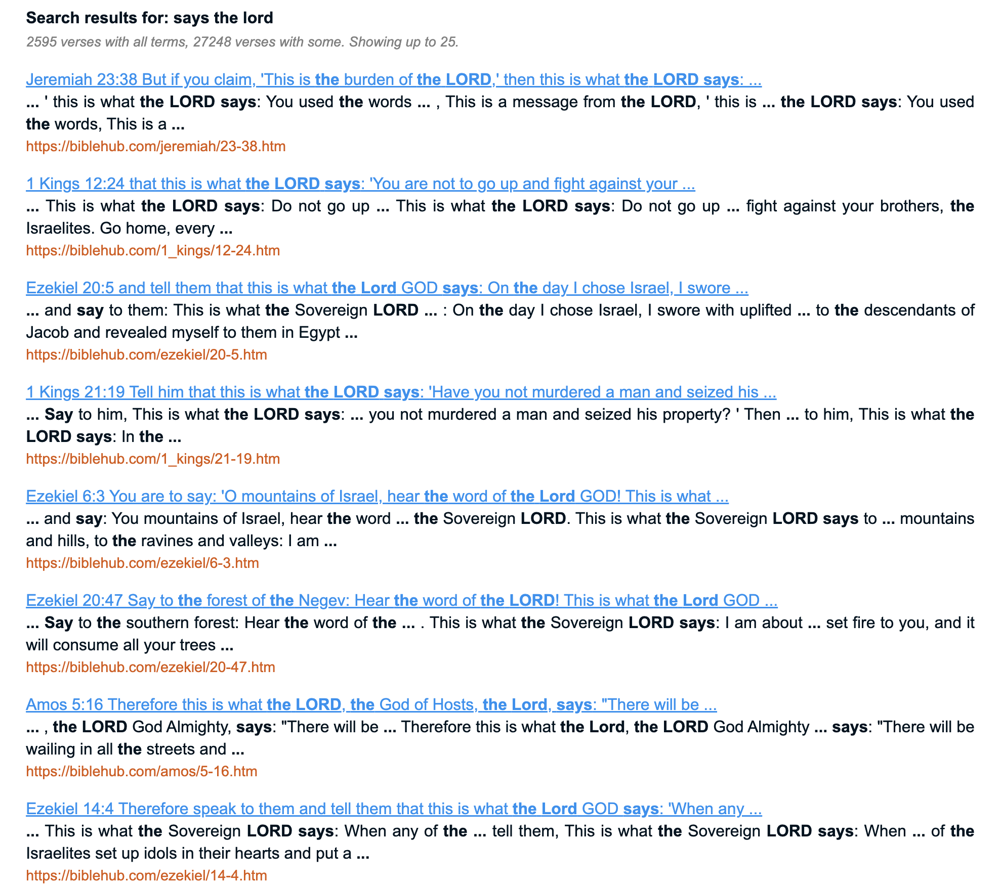 Search results for: says the lord
2595 verses with all terms, 27248 verses with some. Showing up to 25.
Jeremiah 23:38 But if you claim, 'This is the burden of the LORD,' then this is what the LORD says: ...
... ' this is what the LORD says: You used the words ... , This is a message from the LORD, ' this is ... the LORD says: You used
the words, This is a ...
https://biblehub.com/jeremiah/23-38.htm
1 Kings 12:24 that this is what the LORD says: 'You are not to go up and fight against your ...
... This is what the LORD says: Do not go up ... This is what the LORD says: Do not go up ... fight against your brothers, the
Israelites. Go home, every ...
https://biblehub.com/1_kings/12-24.htm
Ezekiel 20:5 and tell them that this is what the Lord GOD says: On the day I chose Israel, I swore ...
... and say to them: This is what the Sovereign LORD ... : On the day I chose Israel, I swore with uplifted ... to the descendants of
Jacob and revealed myself to them in Egypt ...
https://biblehub.com/ezekiel/20-5.htm
1 Kings 21:19 Tell him that this is what the LORD says: 'Have you not murdered a man and seized his ...
... Say to him, This is what the LORD says: ... you not murdered a man and seized his property? ' Then ... to him, This is what the
LORD says: In the ...
https://biblehub.com/1_kings/21-19.htm
Ezekiel 6:3 You are to say: 'O mountains of Israel, hear the word of the Lord GOD! This is what ...
... and say: You mountains of Israel, hear the word ... the Sovereign LORD. This is what the Sovereign LORD says to ... mountains
and hills, to the ravines and valleys: I am ...
https://biblehub.com/ezekiel/6-3.htm
Ezekiel 20:47 Say to the forest of the Negev: Hear the word of the LORD! This is what the Lord GOD ...
... Say to the southern forest: Hear the word of the ... . This is what the Sovereign LORD says: I am about ... set fire to you, and it
will consume all your trees ...
https://biblehub.com/ezekiel/20-47.htm
Amos 5:16 Therefore this is what the LORD, the God of Hosts, the Lord, says: "There will be ...
... , the LORD God Almighty, says: "There will be ... Therefore this is what the Lord, the LORD God Almighty ... says: "There will be
wailing in all the streets and ...
https://biblehub.com/amos/5-16.htm
Ezekiel 14:4 Therefore speak to them and tell them that this is what the Lord GOD says: 'When any ...
... This is what the Sovereign LORD says: When any of the ... tell them, This is what the Sovereign LORD says: When ... of the
Israelites set up idols in their hearts and put a ...
https://biblehub.com/ezekiel/14-4.htm